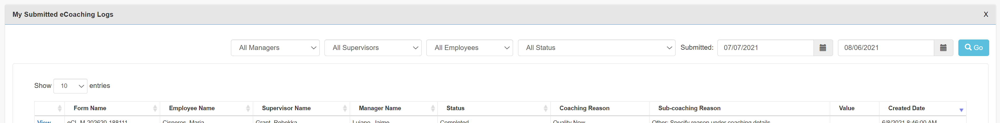 My Submitted eCoaching Logs X
All Managers All Supervisors All Employees All Status Submitted: 07/07/2021 08/06/2021 Go
Show 10 entries
Form Name Employee Name Supervisor Name Manager Name Status Coaching Reason Sub-coaching Reason Value Created Date
View eCL-M-202620-188111 Cisneros, Maria Grant, Rebekka Lujano, Jaime Completed Quality Now Other: Specify reason under coaching details 6/8/2021 8:46:00 AM